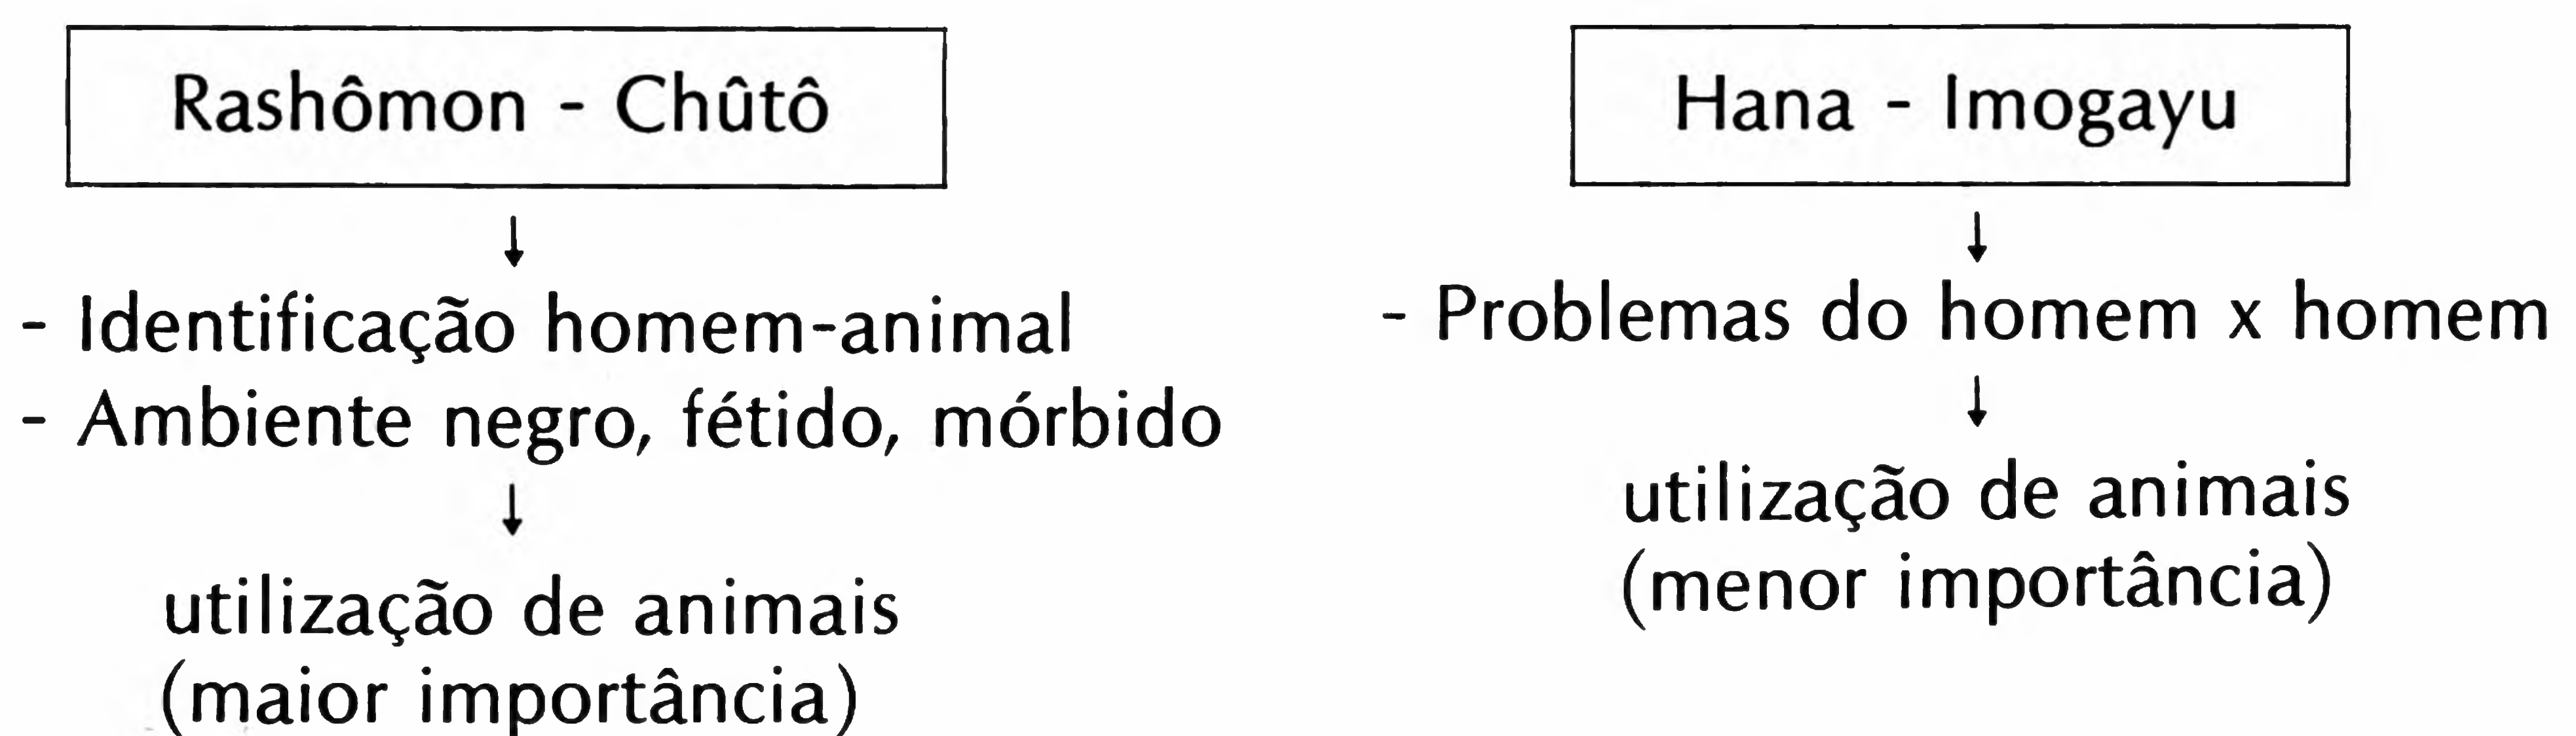 Rashômon - Chûtô
↓
- Identificação homem-animal
- Ambiente negro, fétido, mórbido
↓
utilização de animais
(maior importância)
Hana - Imogayu
↓
- Problemas do homem x homem
↓
utilização de animais
(menor importância)